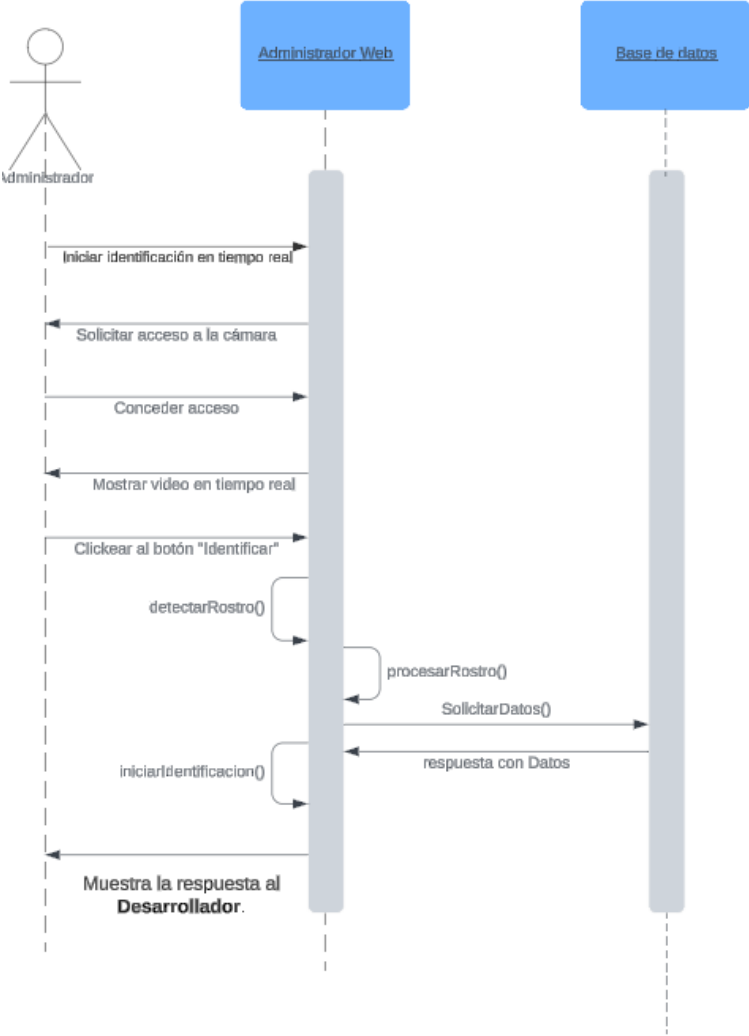 Administrador Web
Base de datos
Administrador
Iniciar identificación en tiempo real
Solicitar acceso a la cámara
Conceder acceso
Mostrar video en tiempo real
Clickear al botón "Identificar"
detectarRostro()
procesarRostro()
SolicitarDatos()
respuesta con Datos
iniciarIdentificacion()
Muestra la respuesta al
Desarrollador.